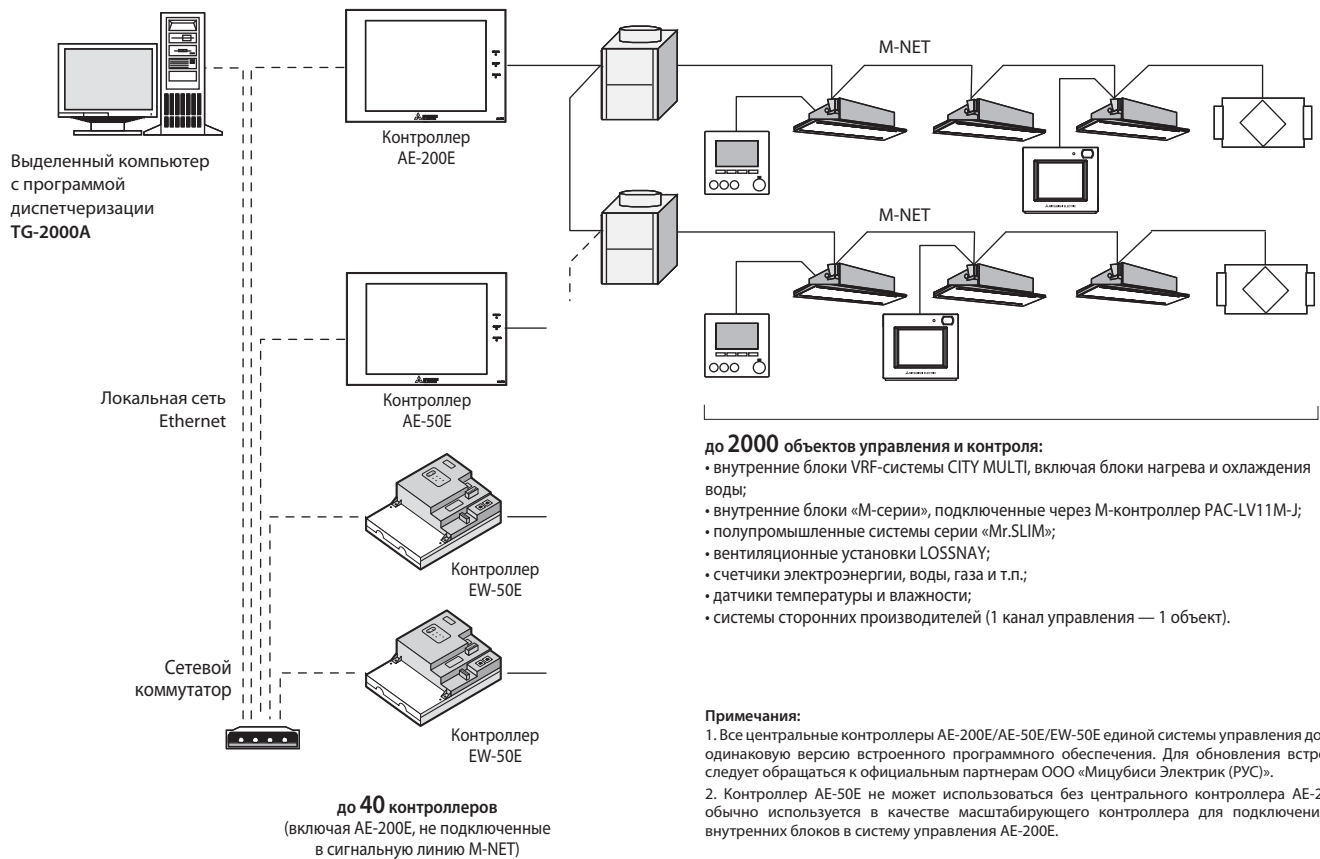 M-NET
Контроллер
AE-200E
Выделенный компьютер
с программой
диспетчеризации
TG-2000A
M-NET
Локальная сеть
Ethernet
Контроллер
AE-50E
Контроллер
EW-50E
Сетевой
коммутатор
Контроллер
EW-50E
до 40 контроллеров
(включая AE-200E, не подключенные
в сигнальную линию M-NET)
до 2000 объектов управления и контроля:
• внутренние блоки VRF-системы CITY MULTI, включая блоки нагрева и охлаждения
воды;
• внутренние блоки «М-серии», подключенные через М-контроллер PAC-LV11M-J;
• полупромышленные системы серии «Mr.SLIM»;
• вентиляционные установки LOSSNAY;
• счетчики электроэнергии, воды, газа и т.п.;
• датчики температуры и влажности;
• системы сторонних производителей (1 канал управления — 1 объект).
Примечания:
1. Все центральные контроллеры AE-200E/AE-50E/EW-50E единой системы управления до
одинаковую версию встроенного программного обеспечения. Для обновления встро
следует обращаться к официальным партнерам ООО «Мицубиси Электрик (РУС)».
2. Контроллер AE-50E не может использоваться без центрального контроллера AE-2
обычно используется в качестве масштабирующего контроллера для подключени
внутренних блоков в систему управления AE-200E.